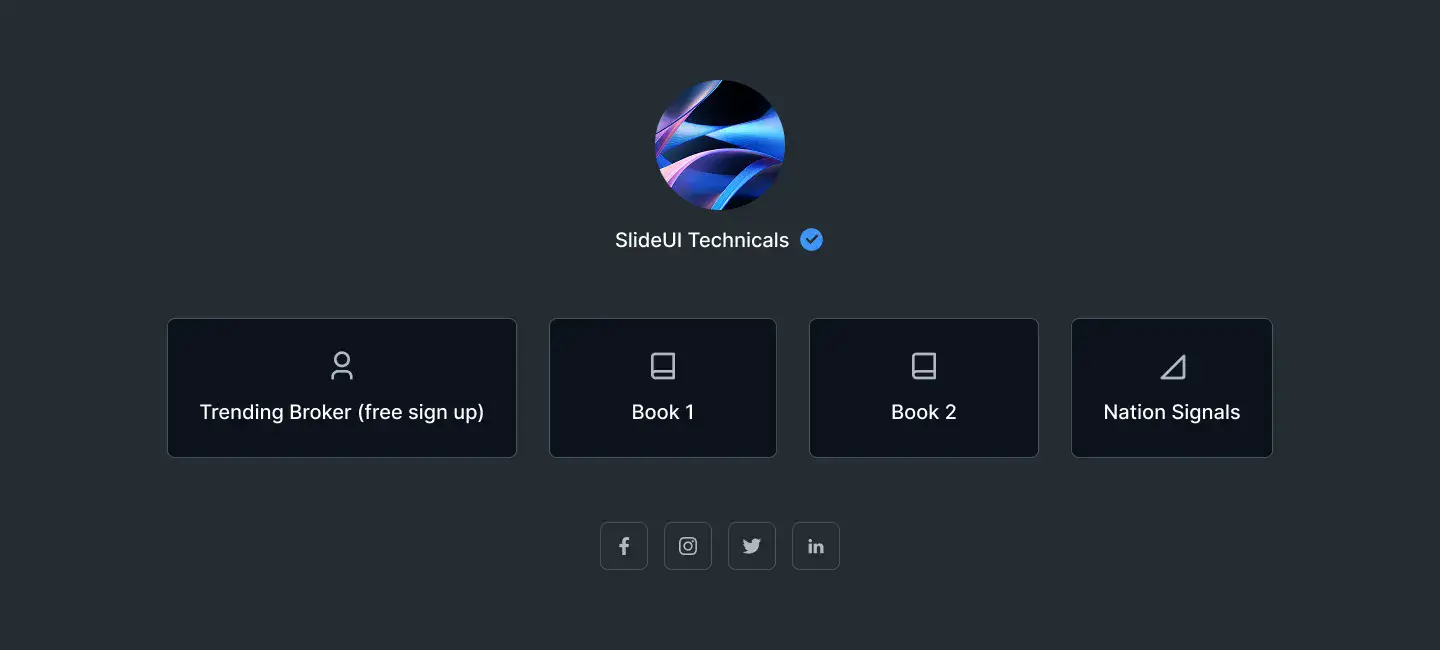 SlideUI Technicals
Trending Broker (free sign up)
Book 1
Book 2
Nation Signals